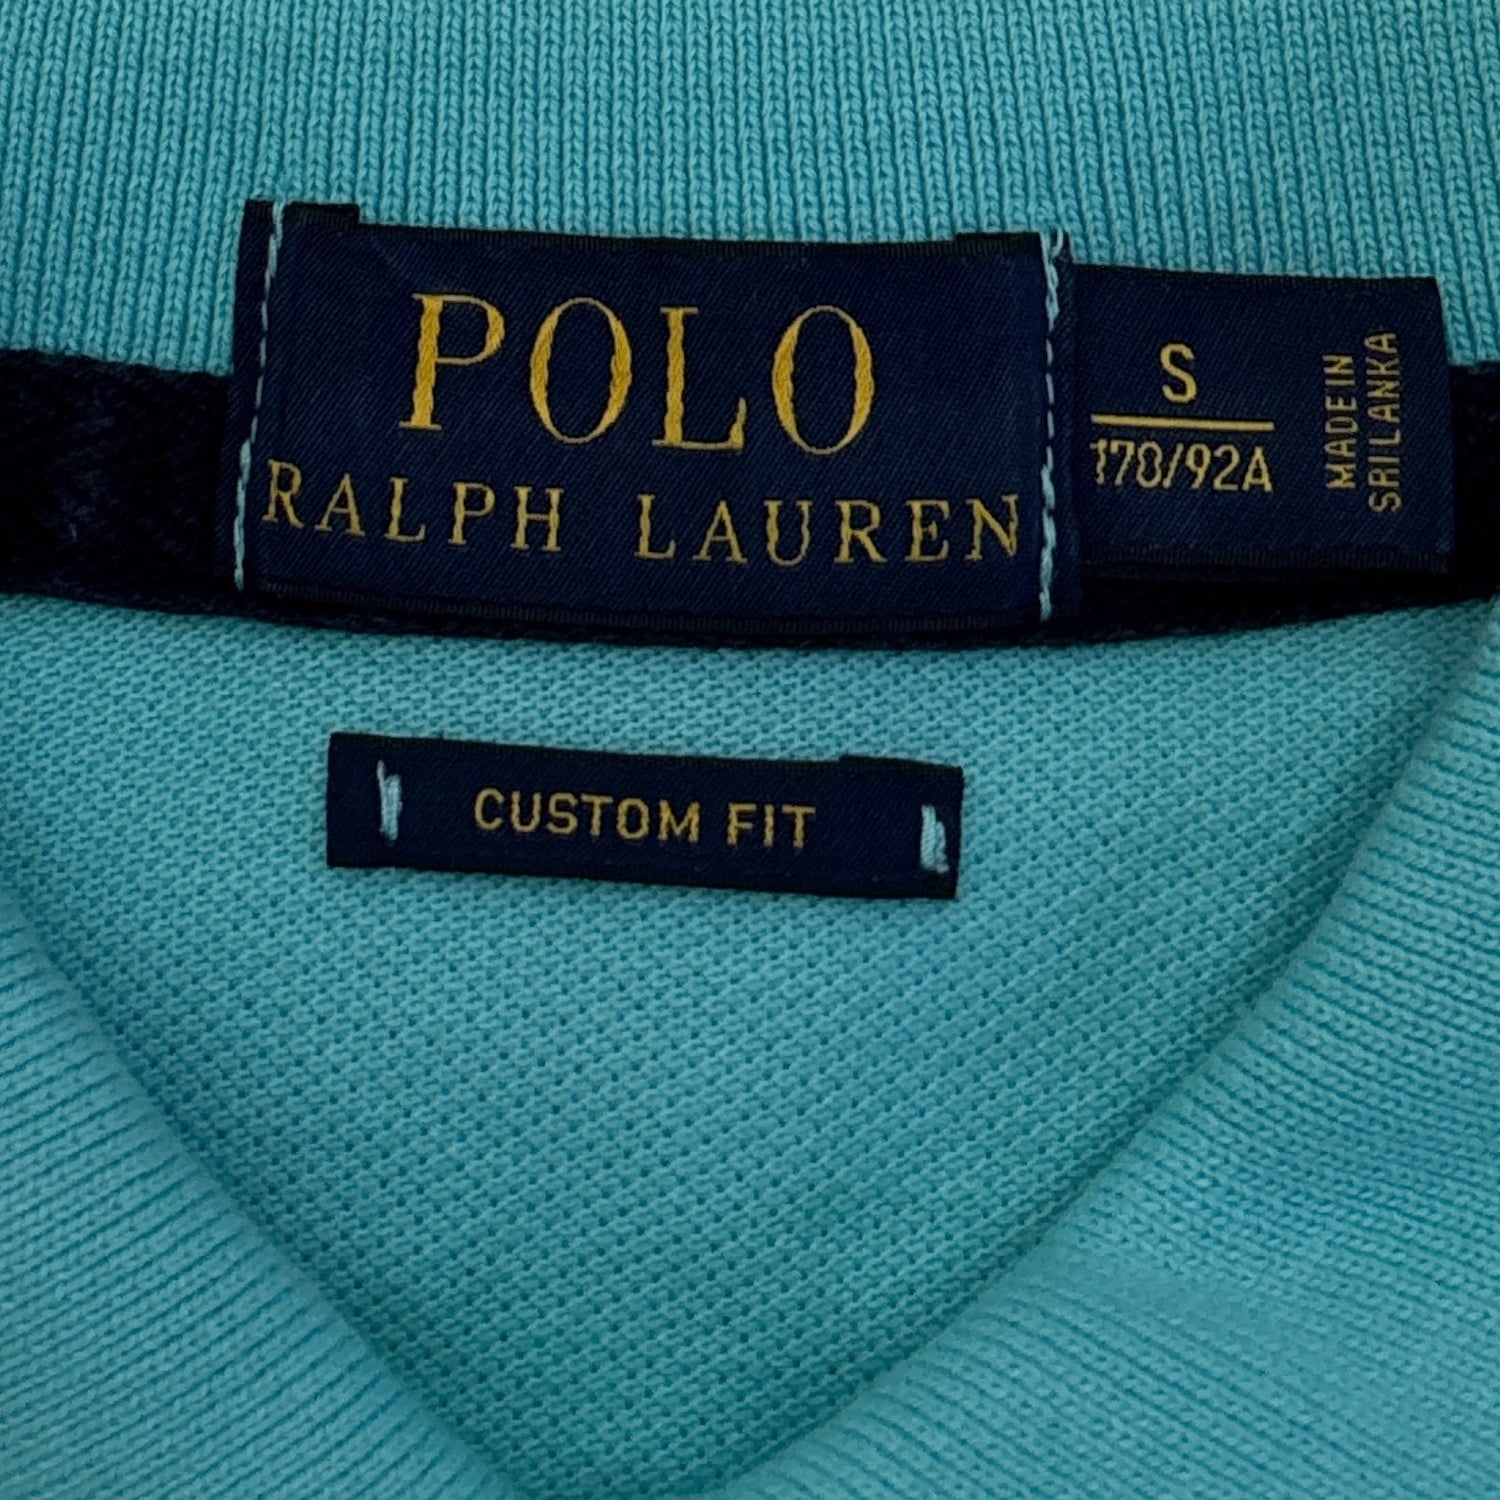 POLO
RALPH LAUREN
S
170/92A
MADE IN
SRI LANKA
CUSTOM FIT